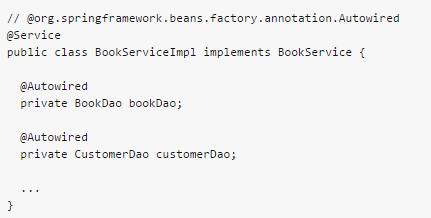 // @org.springframework.beans.factory.annotation.Autowired
@Service
public class BookServiceImpl implements BookService {
  @Autowired
  private BookDao bookDao;
  @Autowired
  private CustomerDao customerDao;
  ...
}